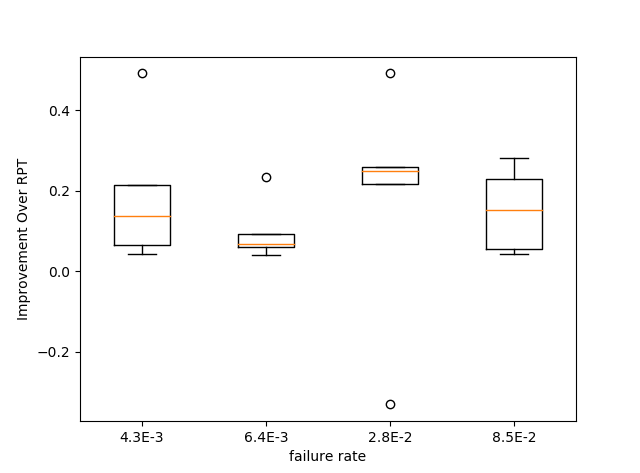 Improvement Over RPT
0.4
0.2
0.0
−0.2
4.3E-3 6.4E-3 2.8E-2 8.5E-2
failure rate